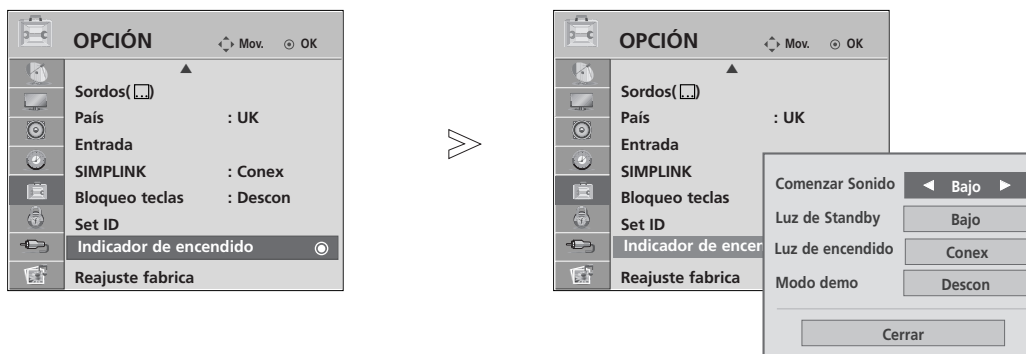 OPCIÓN Mov. OK
Sordos( )
País : UK
Entrada
SIMPLINK : Conex
Bloqueo teclas : Descon
Set ID
Indicador de encendido
Reajuste fabrica
OPCIÓN Mov. OK
Sordos( )
País : UK
Entrada
SIMPLINK
Bloqueo teclas
Set ID
Indicador de encer
Reajuste fabrica
Comenzar Sonido ◄ Bajo ►
Luz de Standby Bajo
Luz de encendido Conex
Modo demo Descon
Cerrar